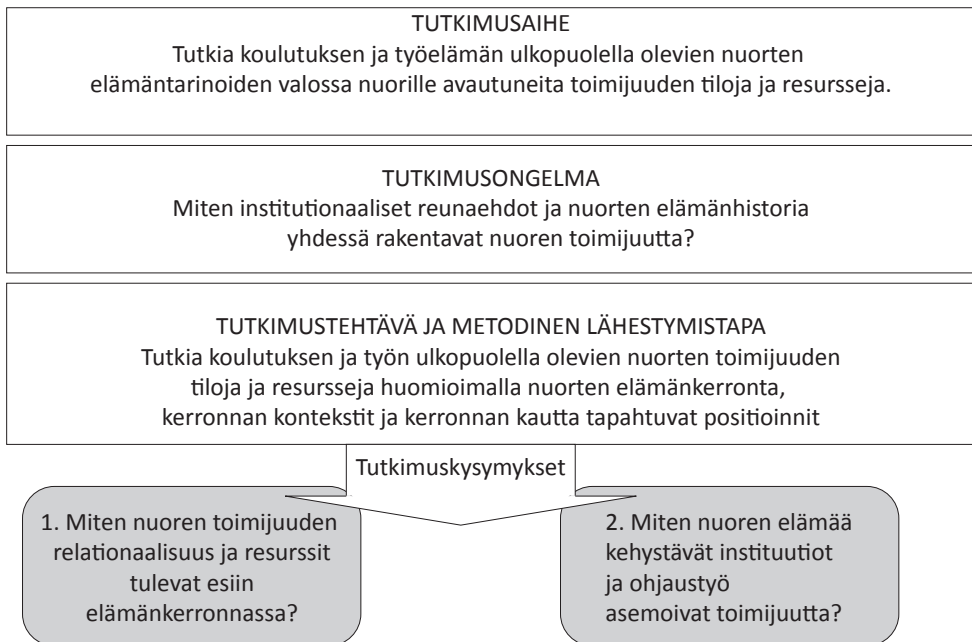 TUTKIMUSAIHE
Tutkia koulutuksen ja työelämän ulkopuolella olevien nuorten
elämäntarinoiden valossa nuorille avautuneita toimijuuden tiloja ja resursseja.
TUTKIMUSONGELMA
Miten institutionaaliset reunaehdot ja nuorten elämänhistoria
yhdessä rakentavat nuoren toimijuutta?
TUTKIMUSTEHTÄVÄ JA METODINEN LÄHESTYMISTAPA
Tutkia koulutuksen ja työn ulkopuolella olevien nuorten toimijuuden
tiloja ja resursseja huomioimalla nuorten elämänkerronta,
kerronnan kontekstit ja kerronnan kautta tapahtuvat positioinnit
Tutkimuskysymykset
1. Miten nuoren toimijuuden
relationaalisuus ja resurssit
tulevat esiin
elämänkerronnassa?
2. Miten nuoren elämää
kehystävät instituutiot
ja ohjaustyö
asemoivat toimijuutta?